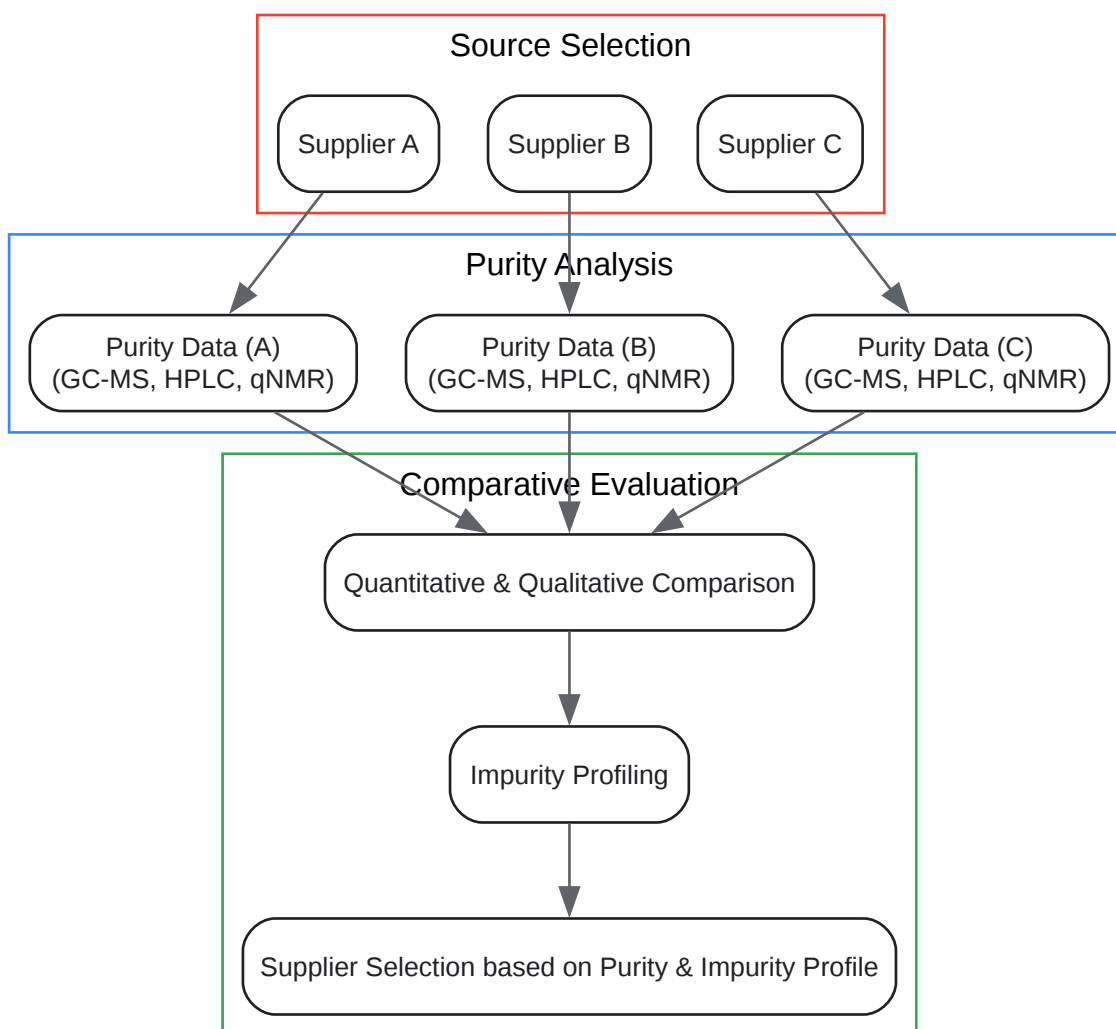 Source Selection
Supplier A
Supplier B
Supplier C
Purity Analysis
Purity Data (A)
(GC-MS, HPLC, qNMR)
Purity Data (B)
(GC-MS, HPLC, qNMR)
Purity Data (C)
(GC-MS, HPLC, qNMR)
Comparative Evaluation
Quantitative & Qualitative Comparison
Impurity Profiling
Supplier Selection based on Purity & Impurity Profile